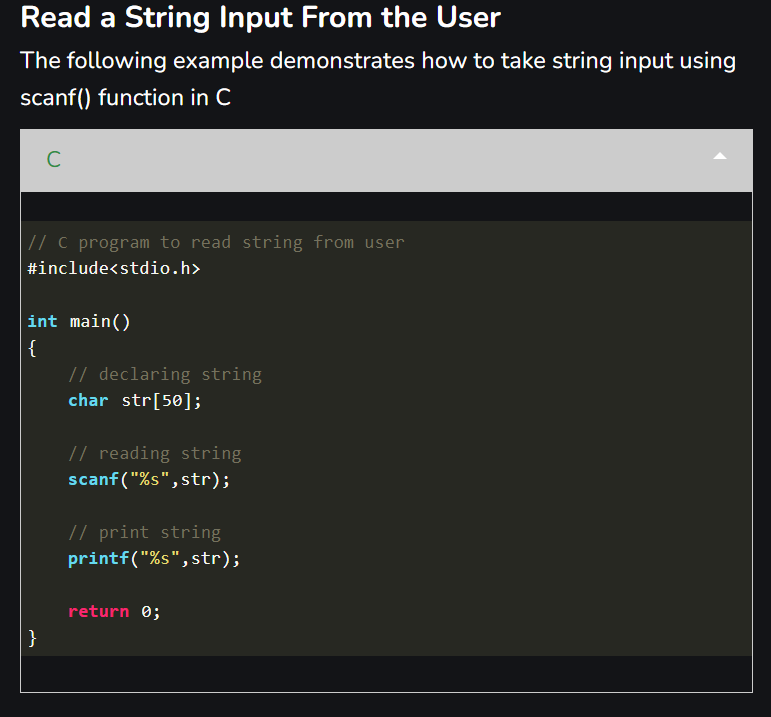 Read a String Input From the User
The following example demonstrates how to take string input using
scanf() function in C
C
// C program to read string from user
#include<stdio.h>
int main()
{
    // declaring string
    char str[50];
    // reading string
    scanf("%s",str);
    // print string
    printf("%s",str);
    return 0;
}